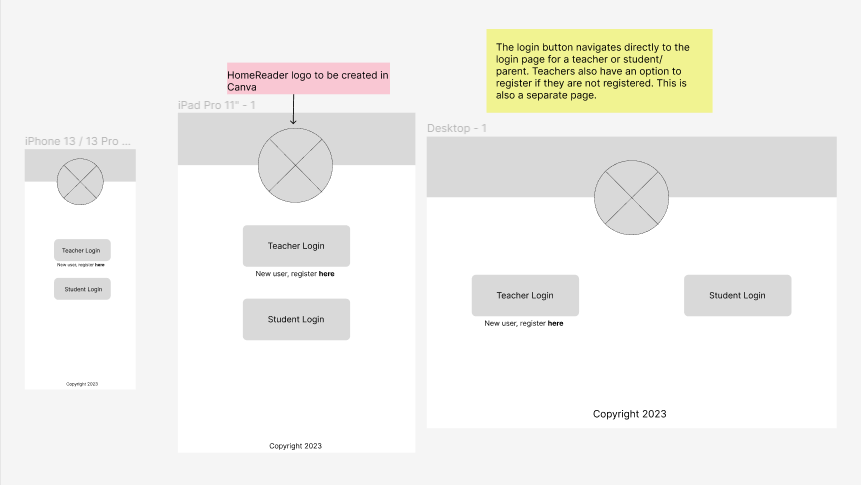 The login button navigates directly to the
login page for a teacher or student/
parent. Teachers also have an option to
register if they are not registered. This is
also a separate page.
HomeReader logo to be created in
Canva
iPad Pro 11" - 1
Desktop - 1
iPhone 13 / 13 Pro ...
Teacher Login
New user, register here
Student Login
Copyright 2023
Teacher Login
New user, register here
Student Login
Copyright 2023
Teacher Login
New user, register here
Student Login
Copyright 2023